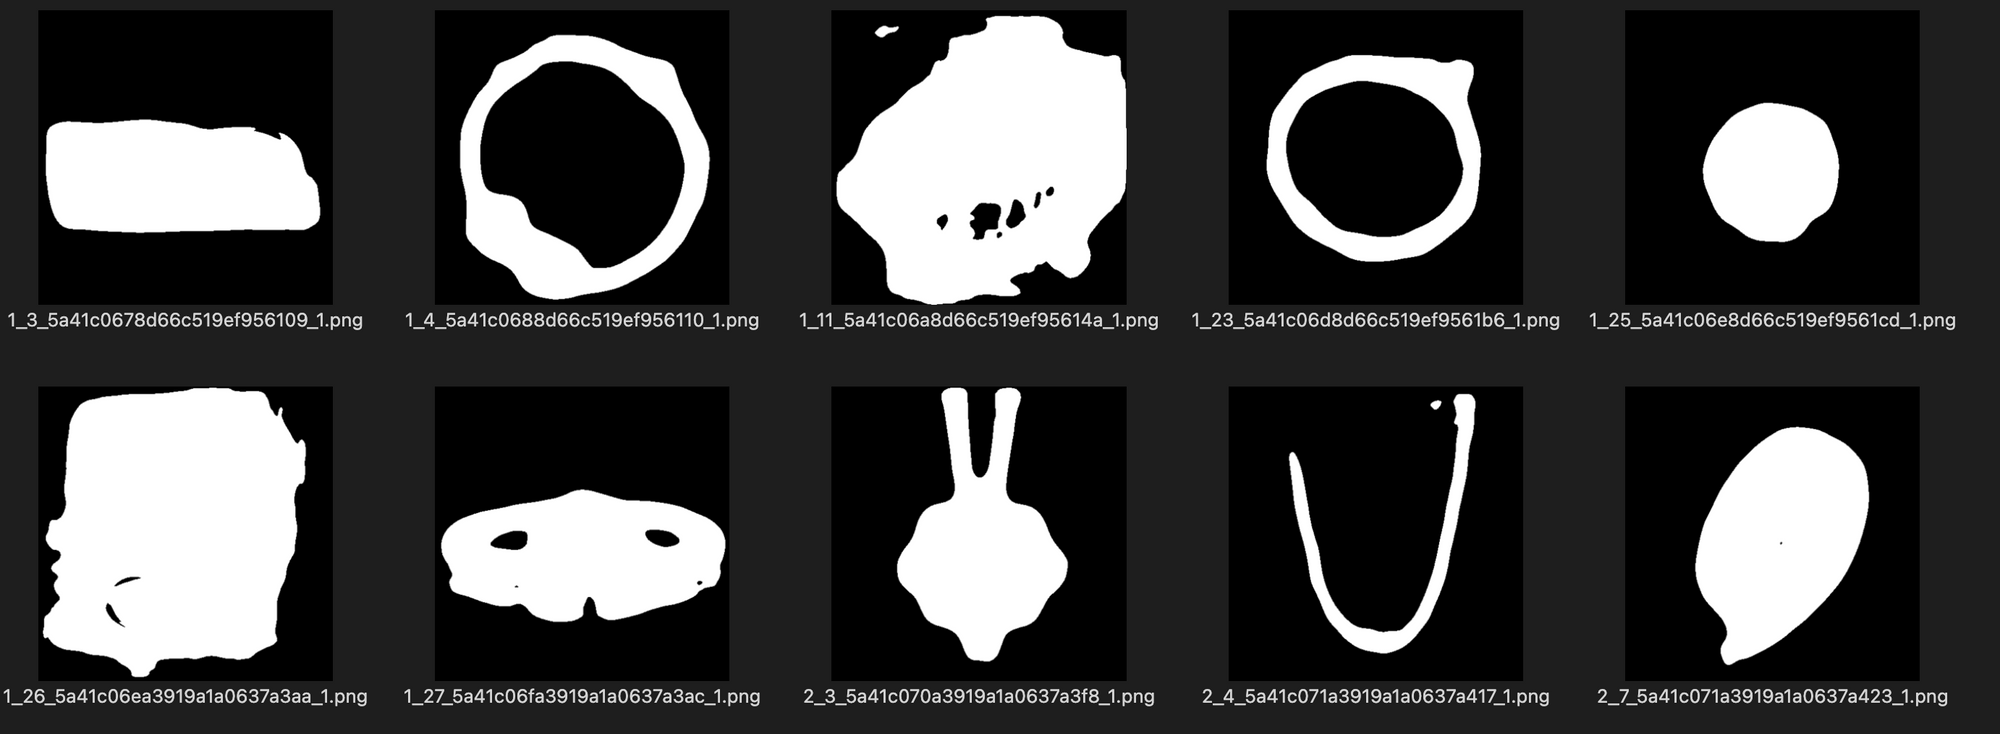 1_3_5a41c0678d66c519ef956109_1.png
1_4_5a41c0688d66c519ef956110_1.png
1_11_5a41c06a8d66c519ef95614a_1.png
1_23_5a41c06d8d66c519ef9561b6_1.png
1_25_5a41c06e8d66c519ef9561cd_1.png
1_26_5a41c06ea3919a1a0637a3aa_1.png
1_27_5a41c06fa3919a1a0637a3ac_1.png
2_3_5a41c070a3919a1a0637a3f8_1.png
2_4_5a41c071a3919a1a0637a417_1.png
2_7_5a41c071a3919a1a0637a423_1.png